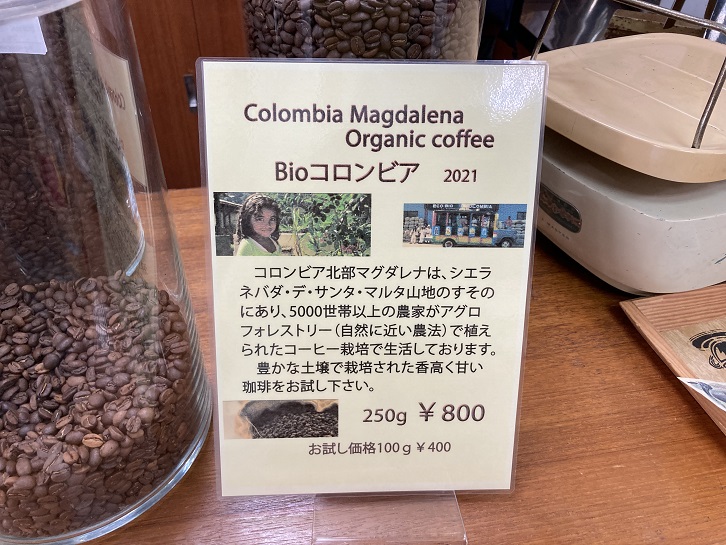 Colombia Magdalena
Organic coffee
Bioコロンビア 2021
ECO BIO COLOMBIA
コロンビア北部マグダレナは、シエラ
ネバダ・デ・サンタ・マルタ山地のすその
にあり、5000世帯以上の農家がアグロ
フォレストリー(自然に近い農法)で植え
られたコーヒー栽培で生活しております。
豊かな土壌で栽培された香高く甘い
珈琲をお試し下さい。
250g ￥800
お試し価格100g￥400